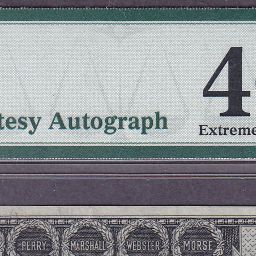 tesy Autograph
4
Extreme
PERRY MARSHALL WEBSTER MORSE